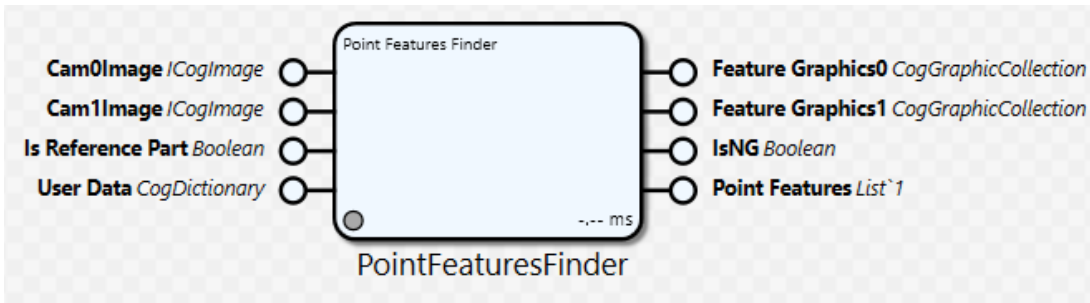 Point Features Finder
Cam0Image ICogImage
Cam1Image ICogImage
Is Reference Part Boolean
User Data CogDictionary
Feature Graphics0 CogGraphicCollection
Feature Graphics1 CogGraphicCollection
IsNG Boolean
Point Features List`1
-.-- ms
PointFeaturesFinder